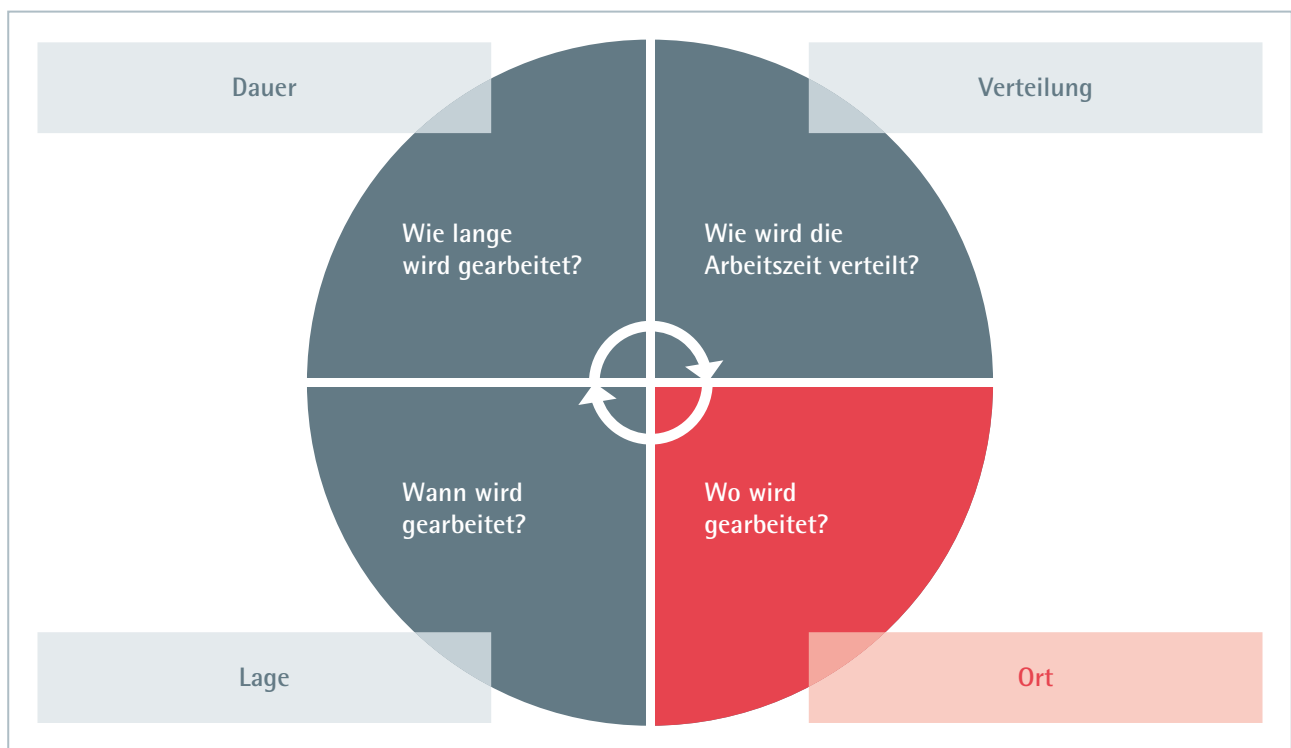 Dauer
Verteilung
Wie lange
wird gearbeitet?
Wie wird die
Arbeitszeit verteilt?
Wann wird
gearbeitet?
Wo wird
gearbeitet?
Lage
Ort